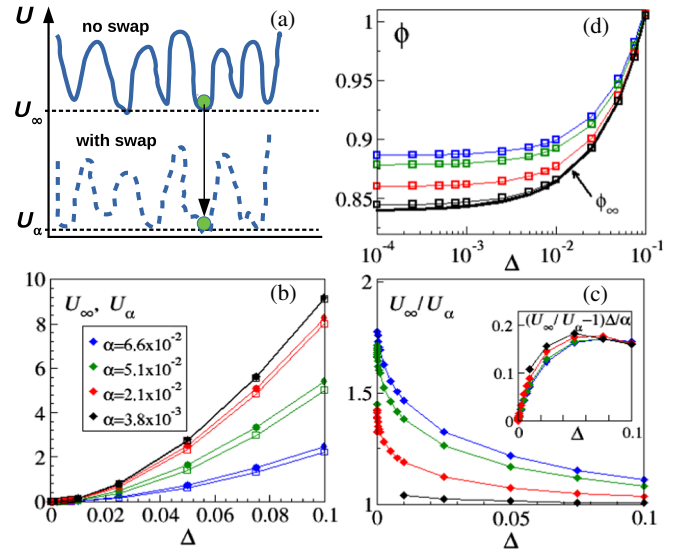 U
(a)
no swap
U∞
with swap
Uα
ϕ
(d)
1
0.95
0.9
0.85
ϕ∞
10⁻⁴
10⁻³
10⁻²
10⁻¹
Δ
(b)
U∞, Uα
10
8
6
4
2
0
α=6.6x10⁻²
α=5.1x10⁻²
α=2.1x10⁻²
α=3.8x10⁻³
0
0.02
0.04
0.06
0.08
0.1
Δ
2
U∞/Uα
(c)
1.5
1
(U∞/Uα−1)Δ/α
0.2
0.1
0
0
Δ
0.1
0
0.05
0.1
Δ